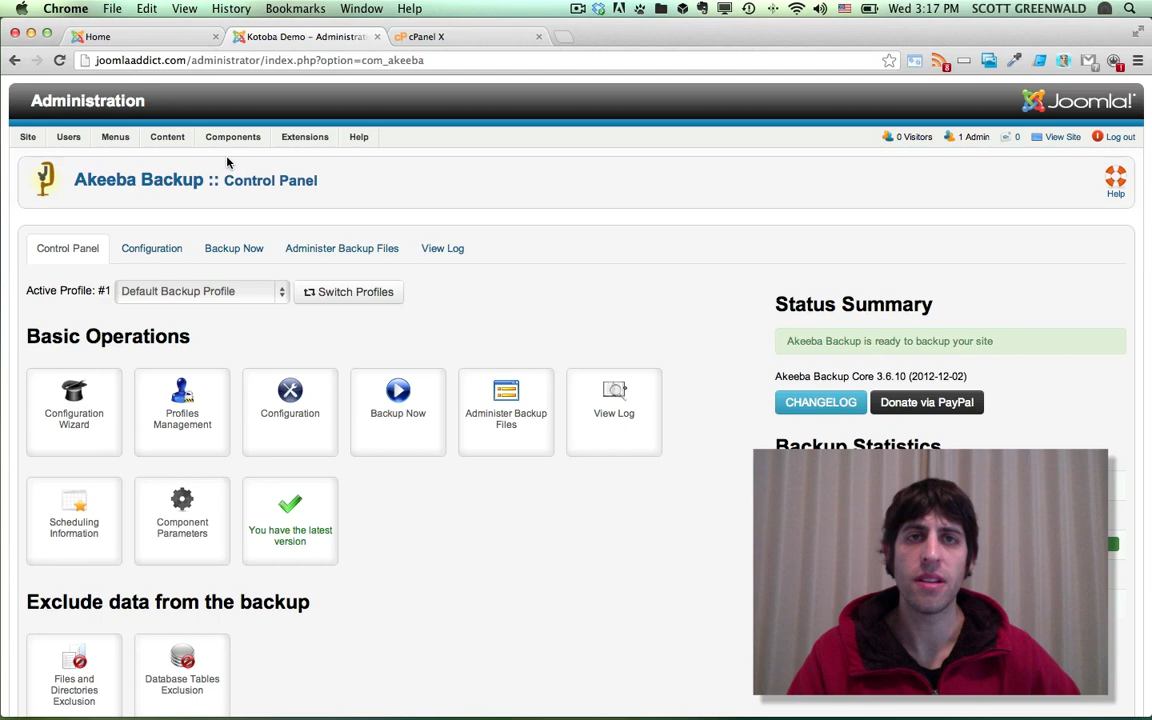 Chrome File Edit View History Bookmarks Window Help Wed 3:17 PM SCOTT GREENWALD
Home Kotoba Demo – Administrat cPanel X
joomlaaddict.com/administrator/index.php?option=com_akeeba
Administration Joomla!
Site Users Menus Content Components Extensions Help 0 Visitors 1 Admin 0 View Site Log out
Akeeba Backup :: Control Panel
Help
Control Panel Configuration Backup Now Administer Backup Files View Log
Active Profile: #1 Default Backup Profile Switch Profiles
Status Summary
Akeeba Backup is ready to backup your site
Akeeba Backup Core 3.6.10 (2012-12-02)
CHANGELOG Donate via PayPal
Backup Statistics
Basic Operations
Configuration
Wizard
Profiles
Management
Configuration
Backup Now
Administer Backup
Files
View Log
Scheduling
Information
Component
Parameters
You have the latest
version
Exclude data from the backup
Files and
Directories
Exclusion
Database Tables
Exclusion